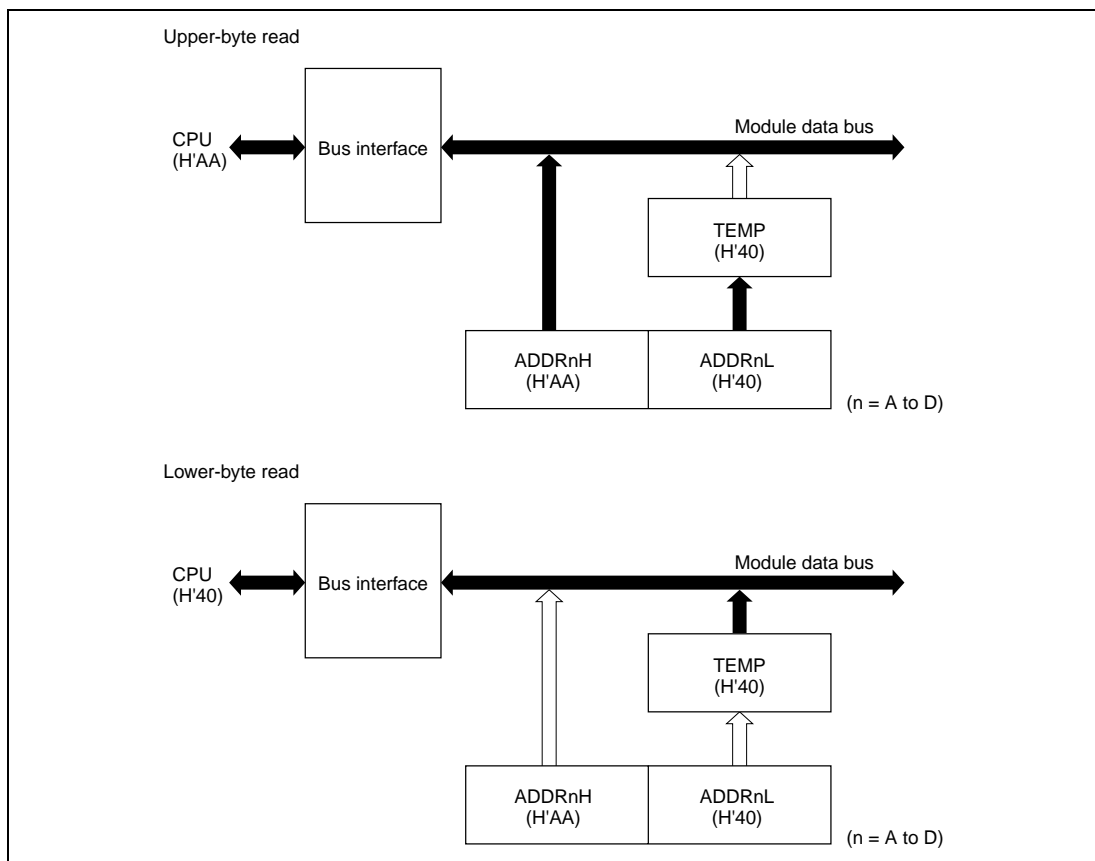 Upper-byte read
Module data bus
CPU
(H'AA)
Bus interface
TEMP
(H'40)
ADDRnH
(H'AA)
ADDRnL
(H'40)
(n = A to D)
Lower-byte read
Module data bus
CPU
(H'40)
Bus interface
TEMP
(H'40)
ADDRnH
(H'AA)
ADDRnL
(H'40)
(n = A to D)